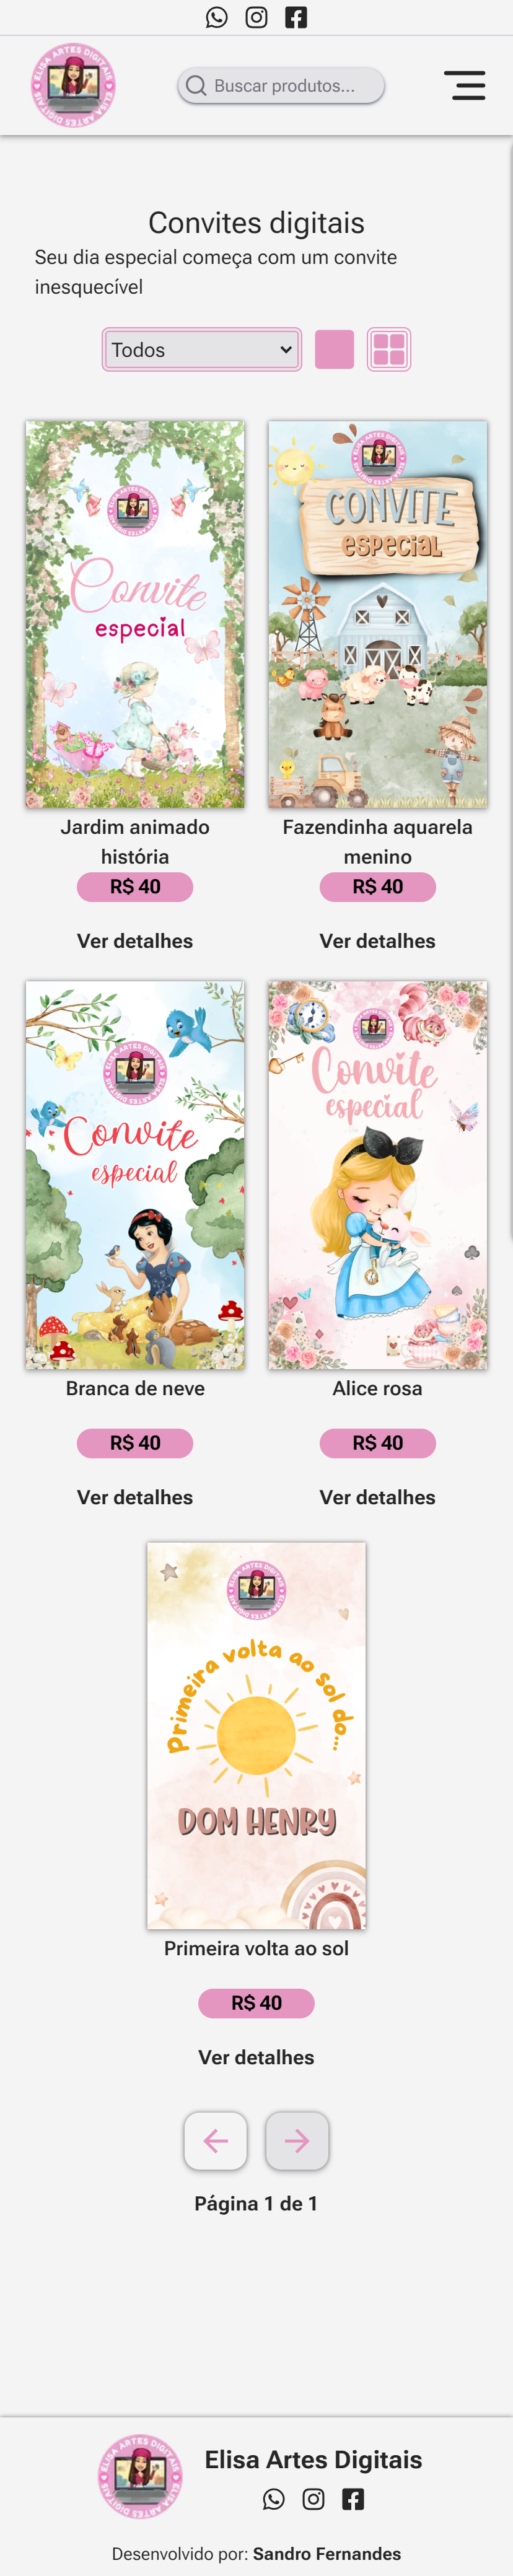 ELISA ARTES DIGITAIS
Buscar produtos...
Convites digitais
Seu dia especial começa com um convite
inesquecível
Todos
Convite
especial
CONVITE
especial
Jardim animado
história
R$ 40
Ver detalhes
Fazendinha aquarela
menino
R$ 40
Ver detalhes
Convite
especial
Convite
especial
Branca de neve
R$ 40
Ver detalhes
Alice rosa
R$ 40
Ver detalhes
Primeira volta ao sol do...
DOM HENRY
Primeira volta ao sol
R$ 40
Ver detalhes
Página 1 de 1
ELISA ARTES DIGITAIS
Elisa Artes Digitais
Desenvolvido por: Sandro Fernandes